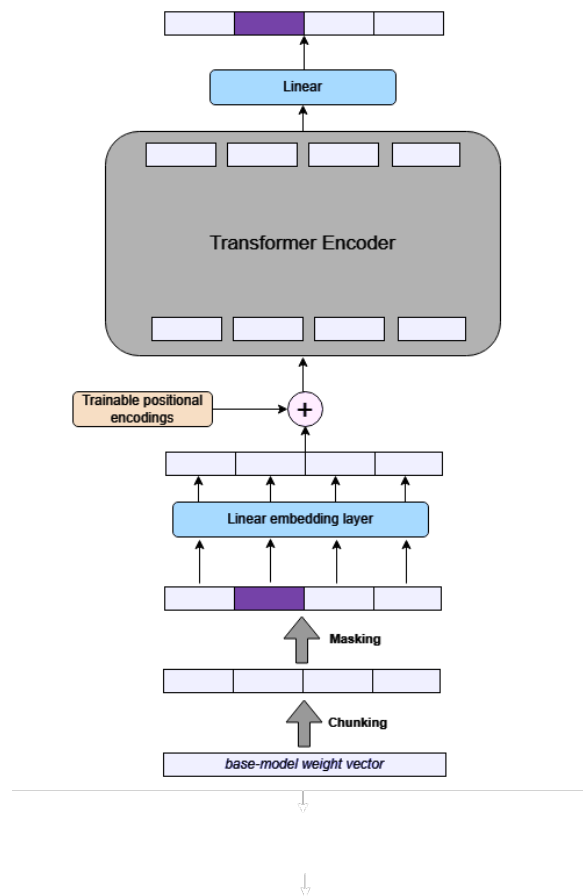 Linear
Transformer Encoder
Trainable positional
encodings
+
Linear embedding layer
Masking
Chunking
base-model weight vector